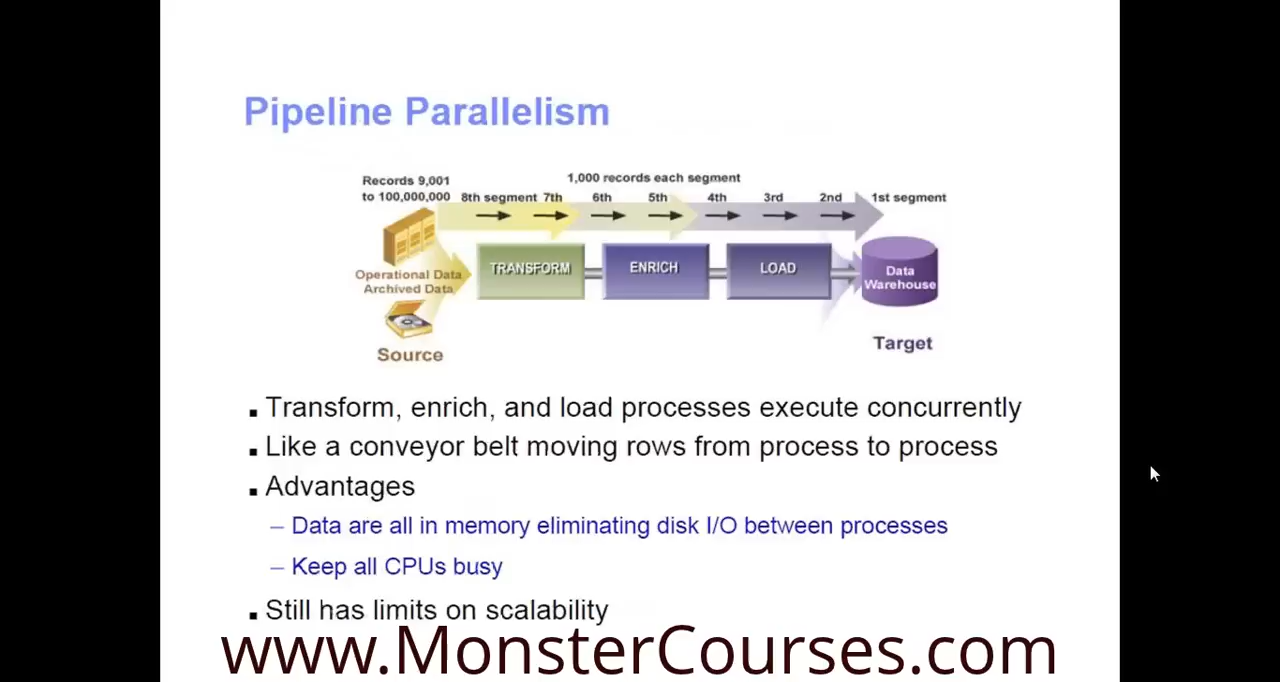 Pipeline Parallelism
Records 9,001
to 100,000,000
1,000 records each segment
8th segment 7th 6th 5th 4th 3rd 2nd 1st segment
Operational Data
Archived Data
Source
TRANSFORM
ENRICH
LOAD
Data
Warehouse
Target
▪ Transform, enrich, and load processes execute concurrently
▪ Like a conveyor belt moving rows from process to process
▪ Advantages
– Data are all in memory eliminating disk I/O between processes
– Keep all CPUs busy
▪ Still has limits on scalability
www.MonsterCourses.com